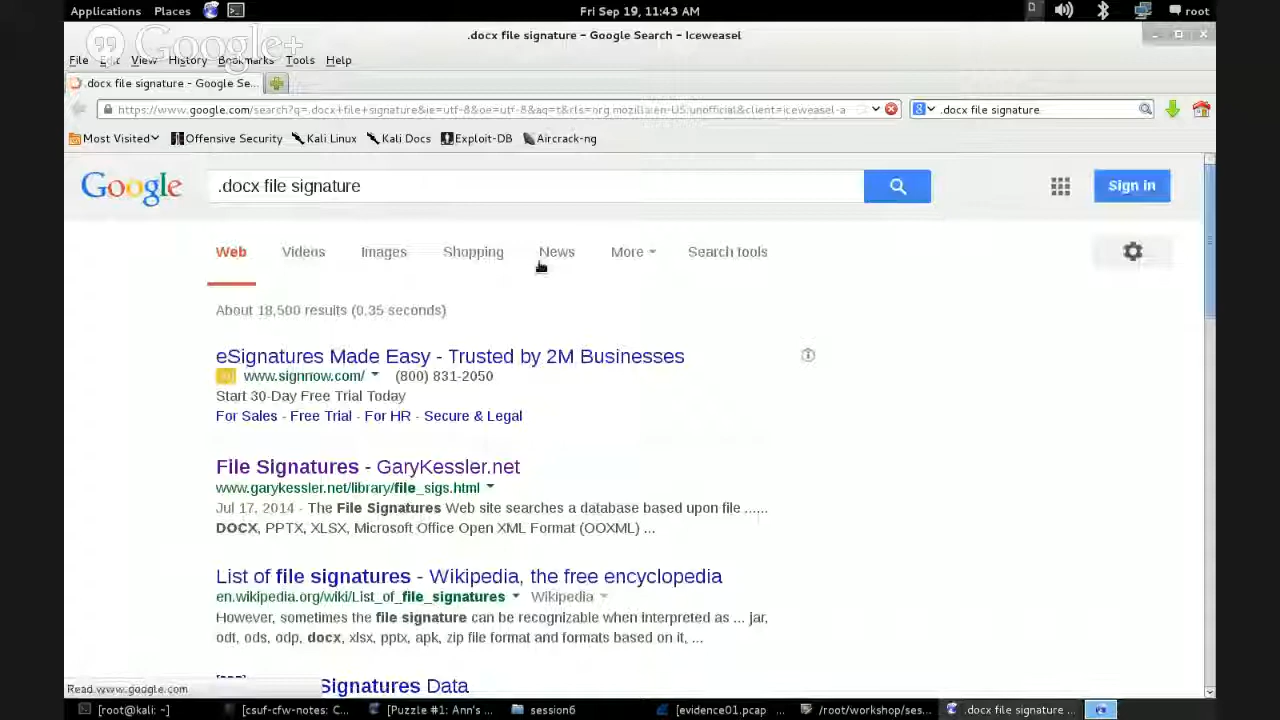 Applications Places Fri Sep 19, 11:43 AM root
.docx file signature - Google Search - Iceweasel
Google+
File Edit View History Bookmarks Tools Help
.docx file signature - Google Se...
https://www.google.com/search?q=.docx+file+signature&ie=utf-8&oe=utf-8&aq=t&rls=org.mozilla:en-US:unofficial&client=iceweasel-a .docx file signature
Most Visited Offensive Security Kali Linux Kali Docs Exploit-DB Aircrack-ng
Google .docx file signature Sign in
Web Videos Images Shopping News More Search tools
About 18,500 results (0.35 seconds)
eSignatures Made Easy - Trusted by 2M Businesses
www.signnow.com/ (800) 831-2050
Start 30-Day Free Trial Today
For Sales - Free Trial - For HR - Secure & Legal
File Signatures - GaryKessler.net
www.garykessler.net/library/file_sigs.html
Jul 17, 2014 - The File Signatures Web site searches a database based upon file ......
DOCX, PPTX, XLSX, Microsoft Office Open XML Format (OOXML) ...
List of file signatures - Wikipedia, the free encyclopedia
en.wikipedia.org/wiki/List_of_file_signatures Wikipedia
However, sometimes the file signature can be recognizable when interpreted as ... jar,
odt, ods, odp, docx, xlsx, pptx, apk, zip file format and formats based on it, ...
Signatures Data
Read www.google.com
[root@kali: ~] [csuf-cfw-notes: C... [Puzzle #1: Ann's ... session6 [evidence01.pcap ... /root/workshop/ses... .docx file signature ...